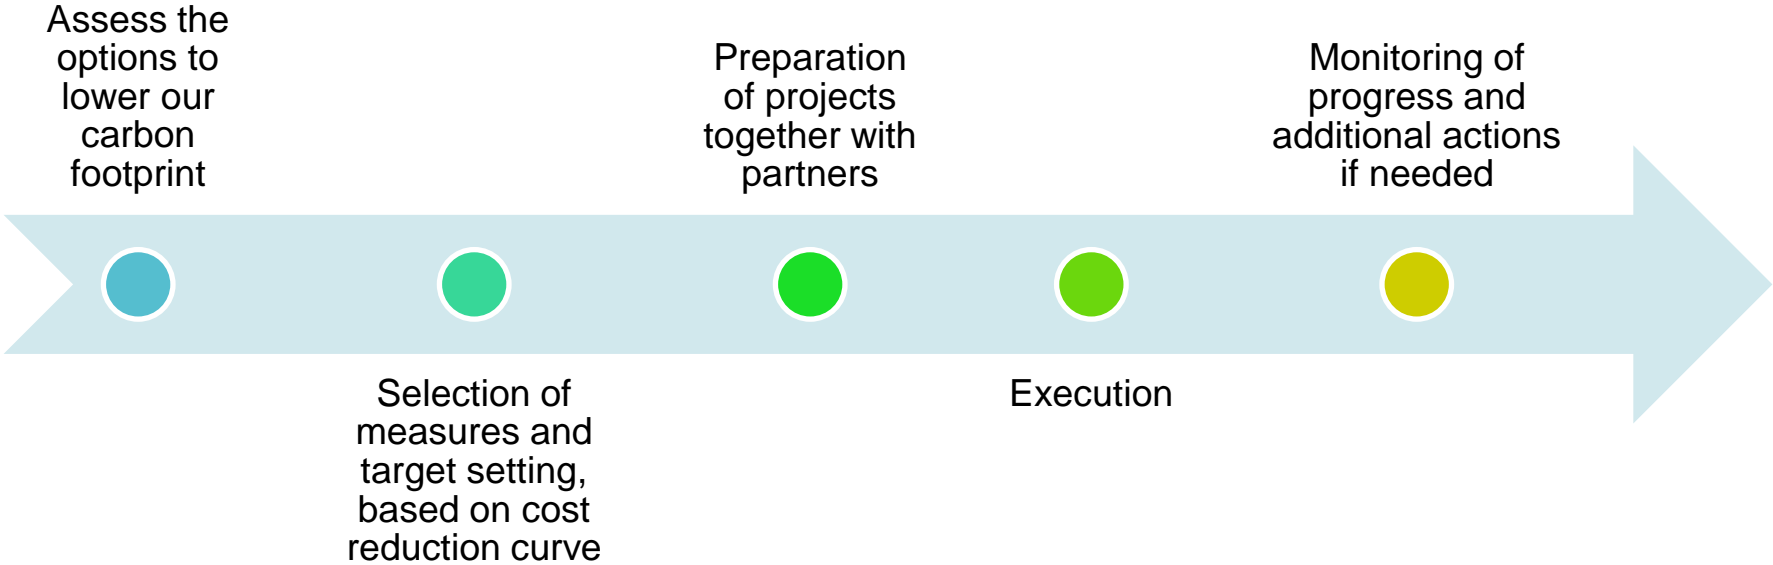 Assess the
options to
lower our
carbon
footprint
Selection of
measures and
target setting,
based on cost
reduction curve
Preparation
of projects
together with
partners
Execution
Monitoring of
progress and
additional actions
if needed